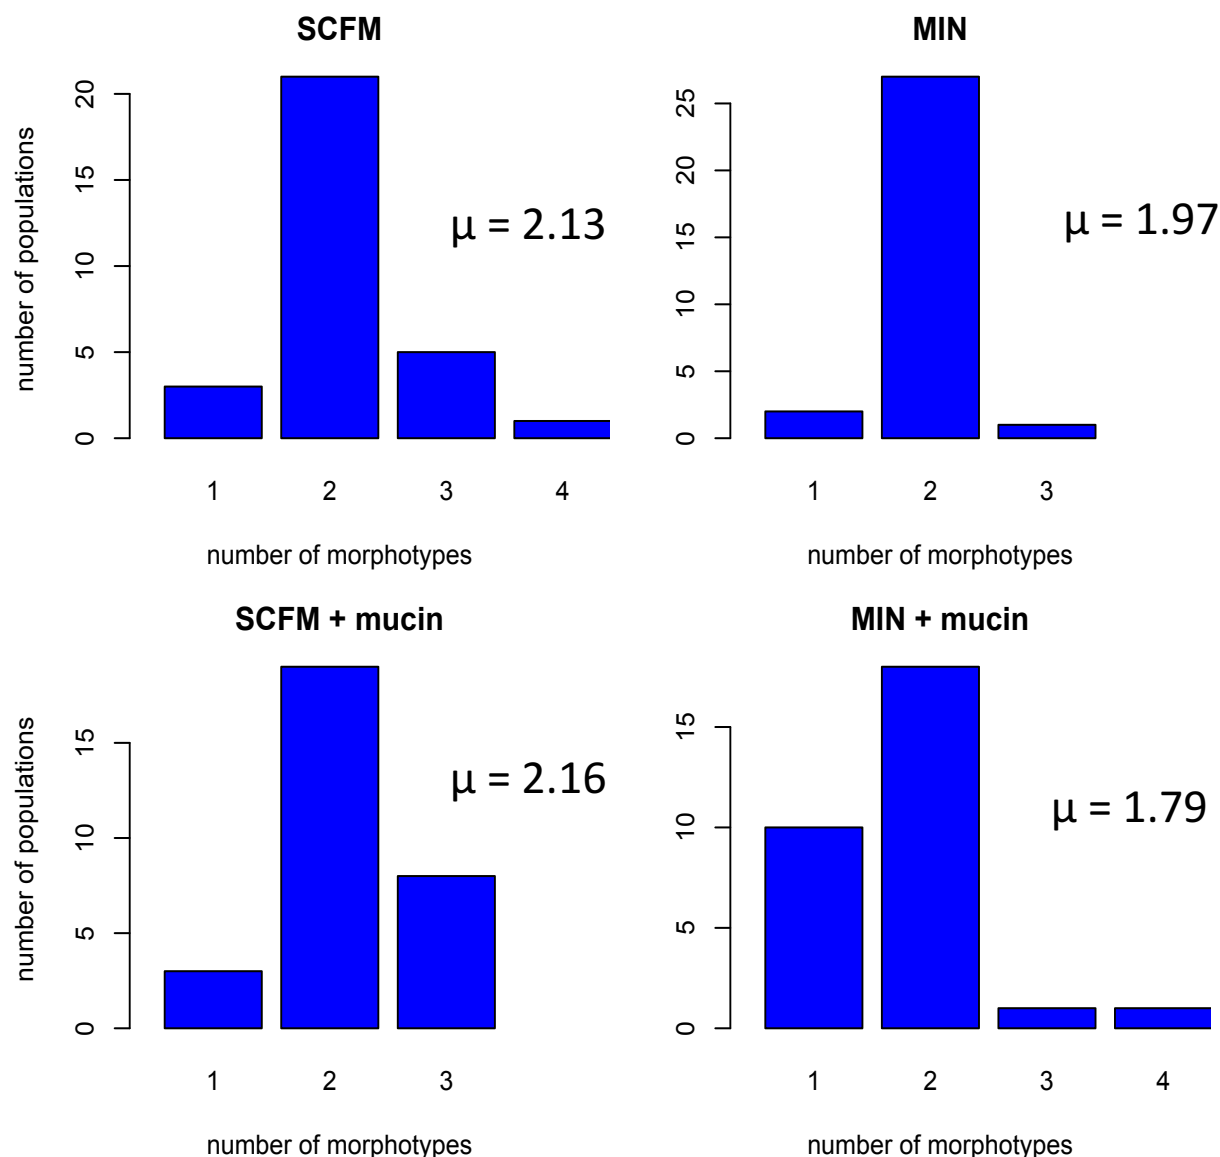 SCFM
number of populations
20
15
10
5
0
μ = 2.13
1 2 3 4
number of morphotypes
MIN
25
20
15
10
5
0
μ = 1.97
1 2 3
number of morphotypes
SCFM + mucin
number of populations
15
10
5
0
μ = 2.16
1 2 3
number of morphotypes
MIN + mucin
15
10
5
0
μ = 1.79
1 2 3 4
number of morphotypes